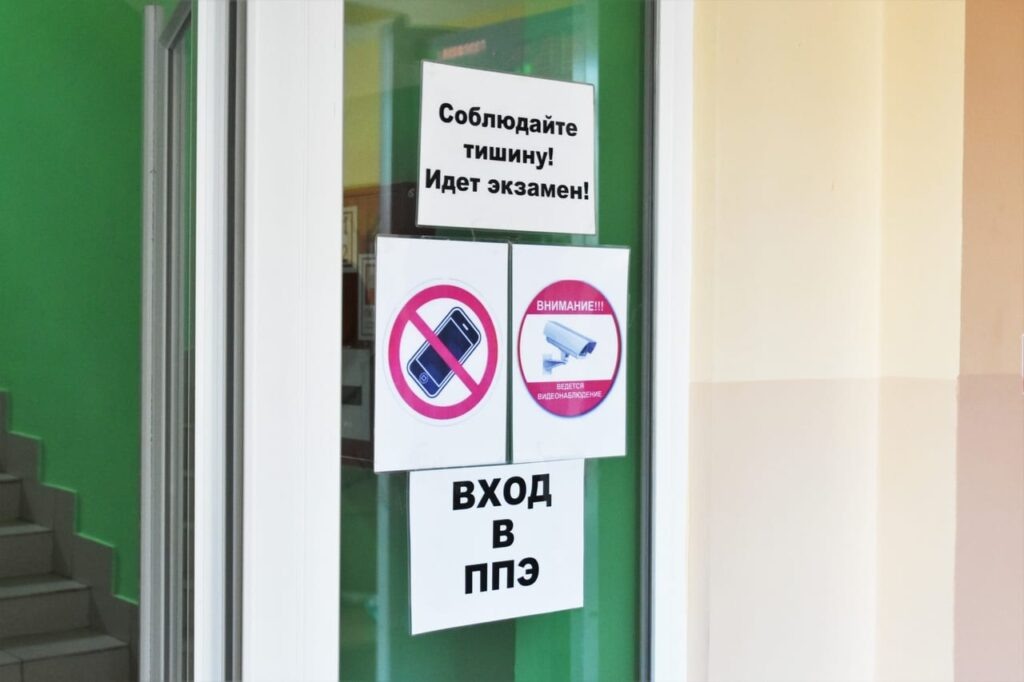 Соблюдайте
тишину!
Идет экзамен!
ВНИМАНИЕ!!!
ВЕДЕТСЯ
ВИДЕОНАБЛЮДЕНИЕ
ВХОД
В
ППЭ